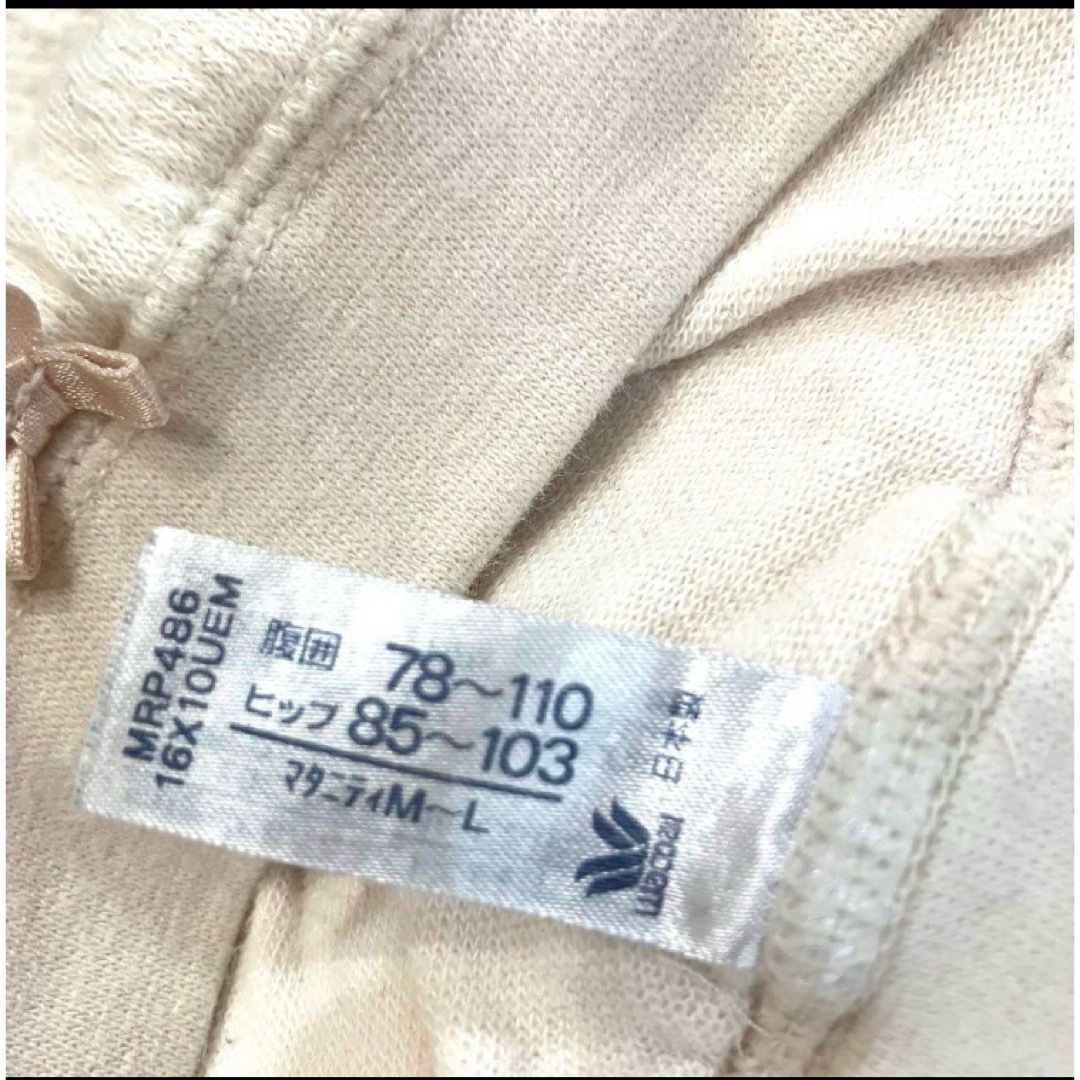 MRP486
16X10UEM
腹囲 78～110
ヒップ 85～103
マタニティM～L
wacoal
日本製